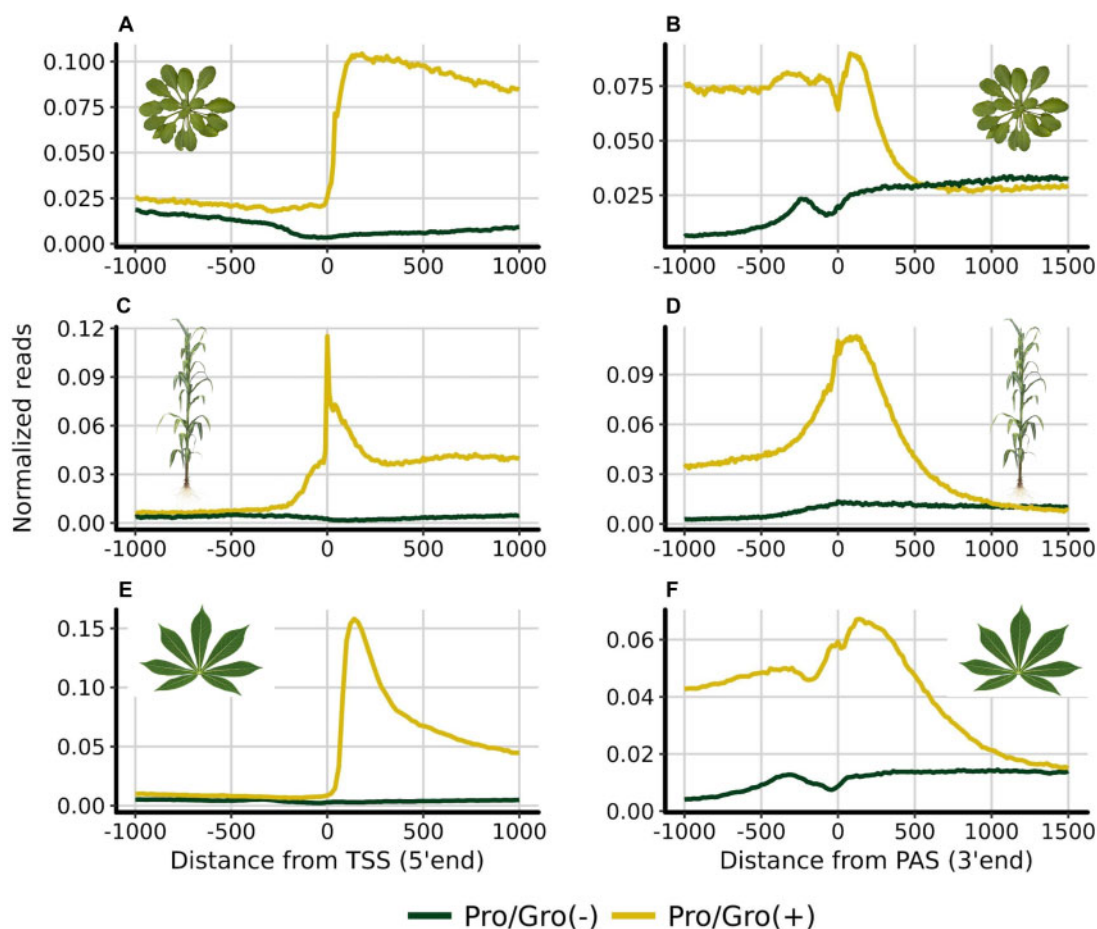 A
B
0.100
0.075
0.050
0.025
0.000
-1000 -500 0 500 1000
0.075
0.050
0.025
-1000 -500 0 500 1000 1500
C
D
Normalized reads
0.12
0.09
0.06
0.03
0.00
-1000 -500 0 500 1000
0.09
0.06
0.03
0.00
-1000 -500 0 500 1000 1500
E
F
0.15
0.10
0.05
0.00
-1000 -500 0 500 1000
Distance from TSS (5'end)
0.06
0.04
0.02
0.00
-1000 -500 0 500 1000 1500
Distance from PAS (3'end)
Pro/Gro(-) Pro/Gro(+)